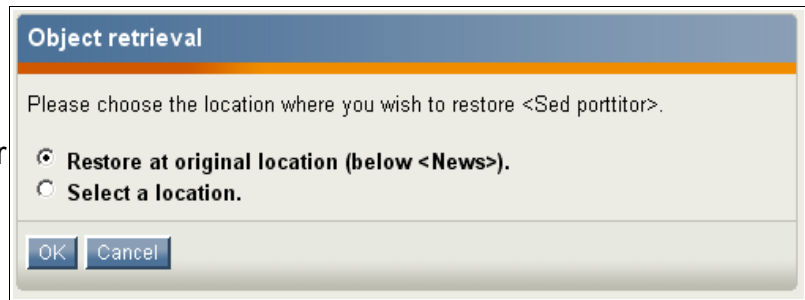 Object retrieval
Please choose the location where you wish to restore <Sed porttitor>.
r
Restore at original location (below <News>).
Select a location.
OK Cancel